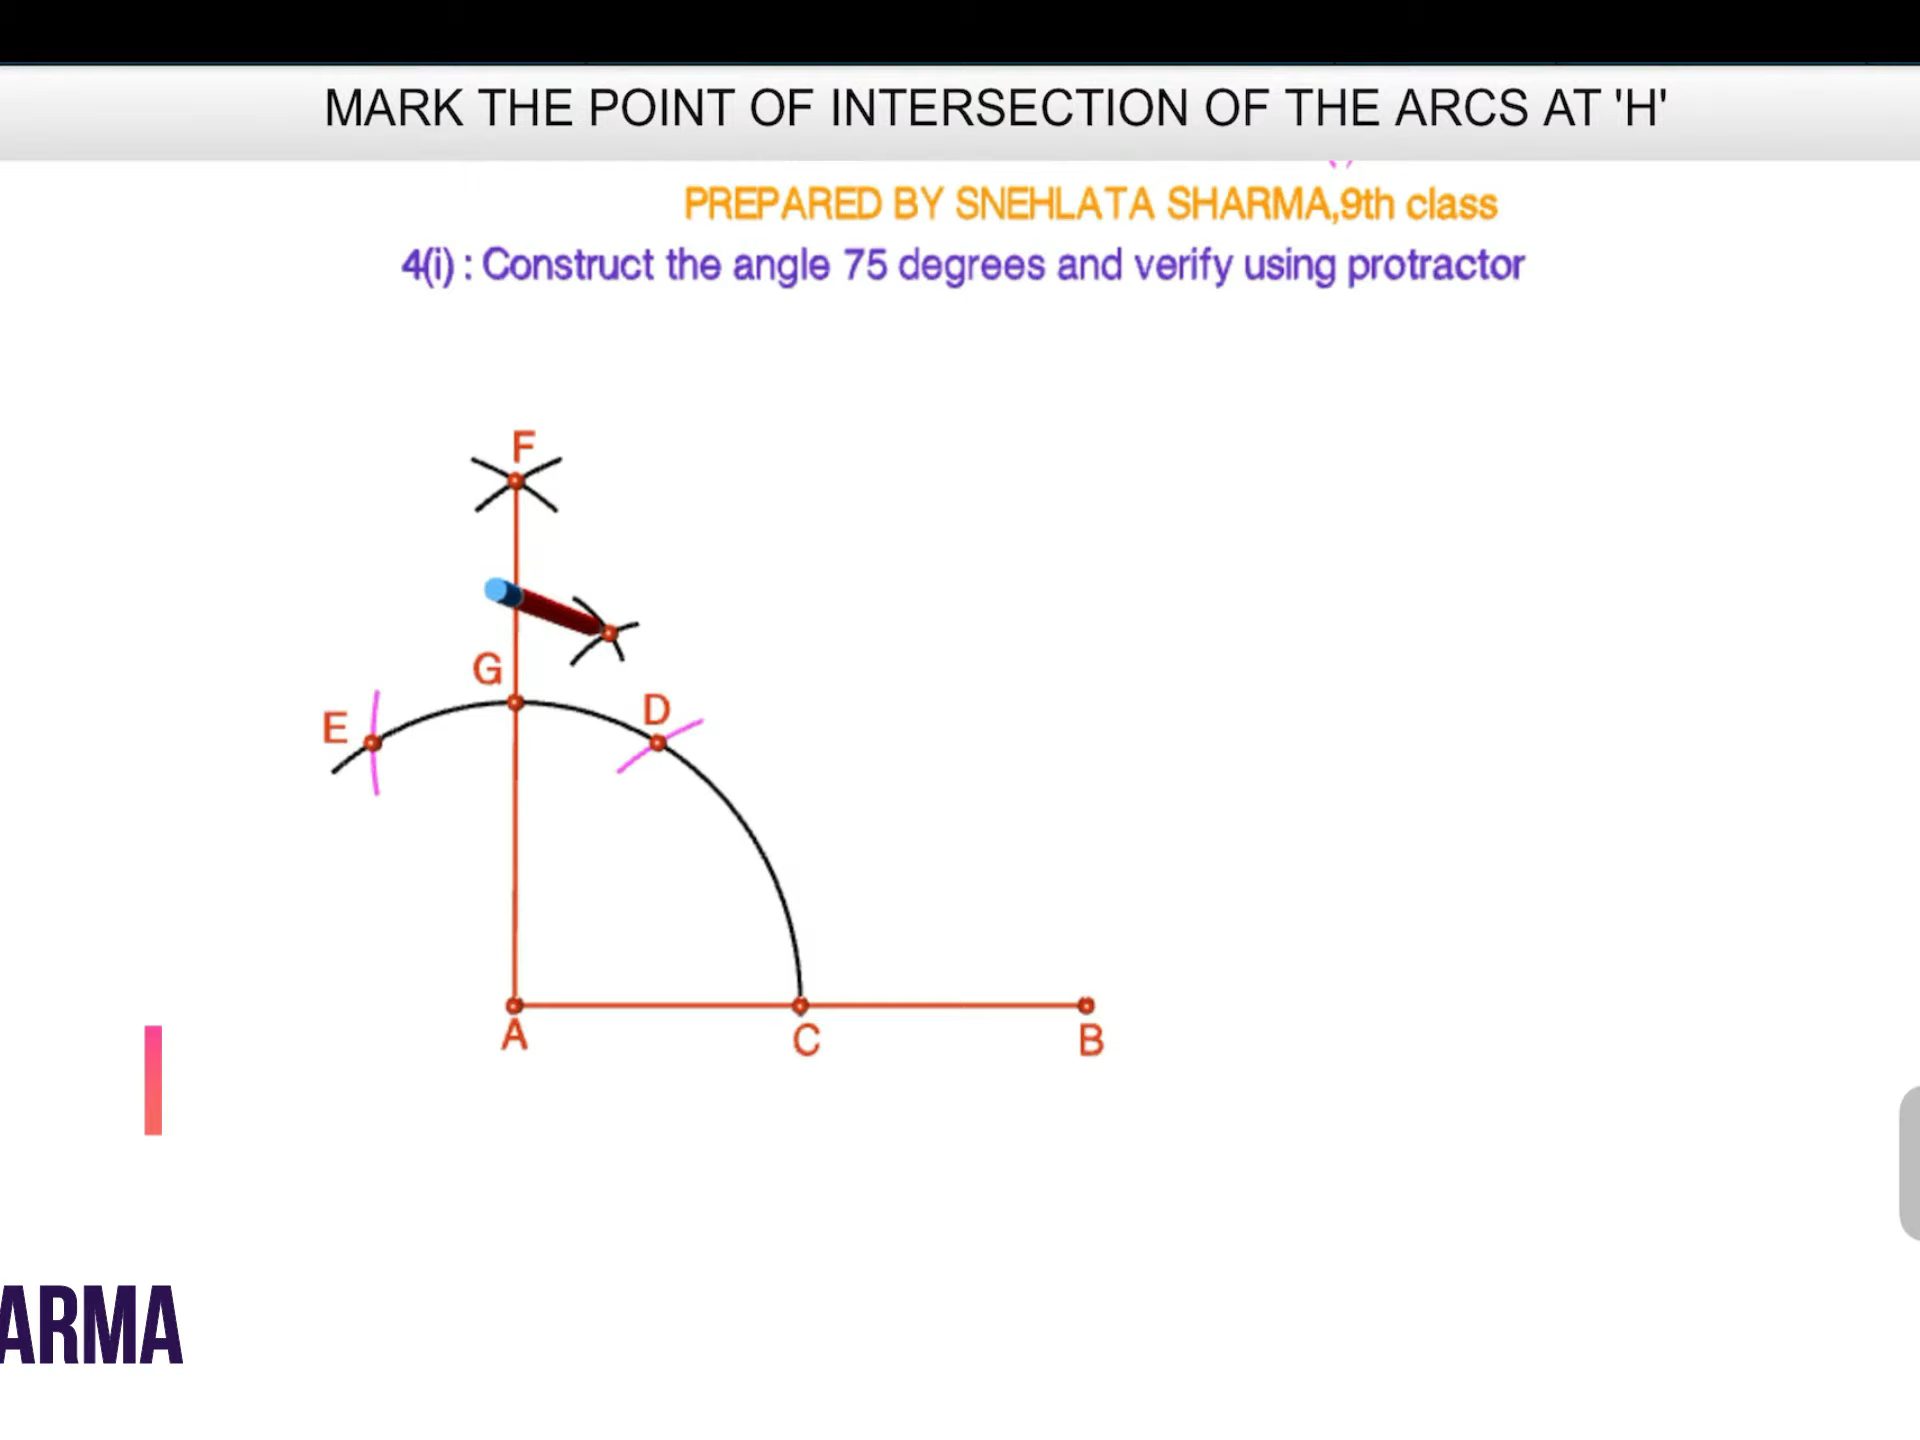 MARK THE POINT OF INTERSECTION OF THE ARCS AT 'H'
PREPARED BY SNEHLATA SHARMA,9th class
4(i) : Construct the angle 75 degrees and verify using protractor
F
G
E
D
A
C
B
ARMA